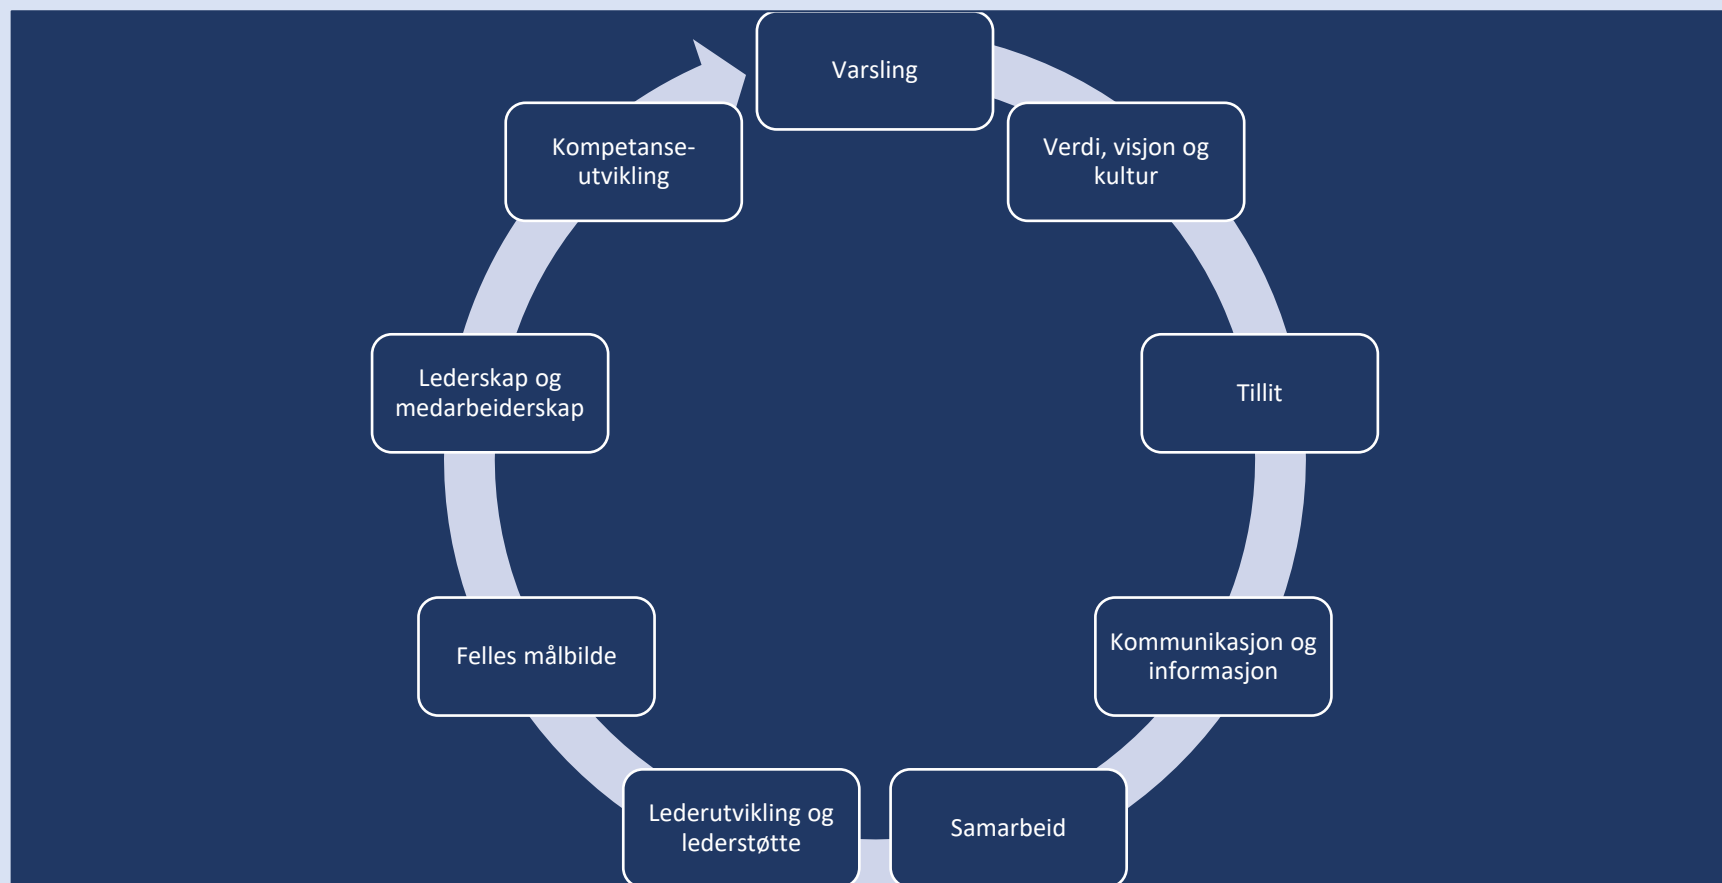 Varsling
Verdi, visjon og
kultur
Tillit
Kommunikasjon og
informasjon
Samarbeid
Lederutvikling og
lederstøtte
Felles målbilde
Lederskap og
medarbeiderskap
Kompetanse-
utvikling